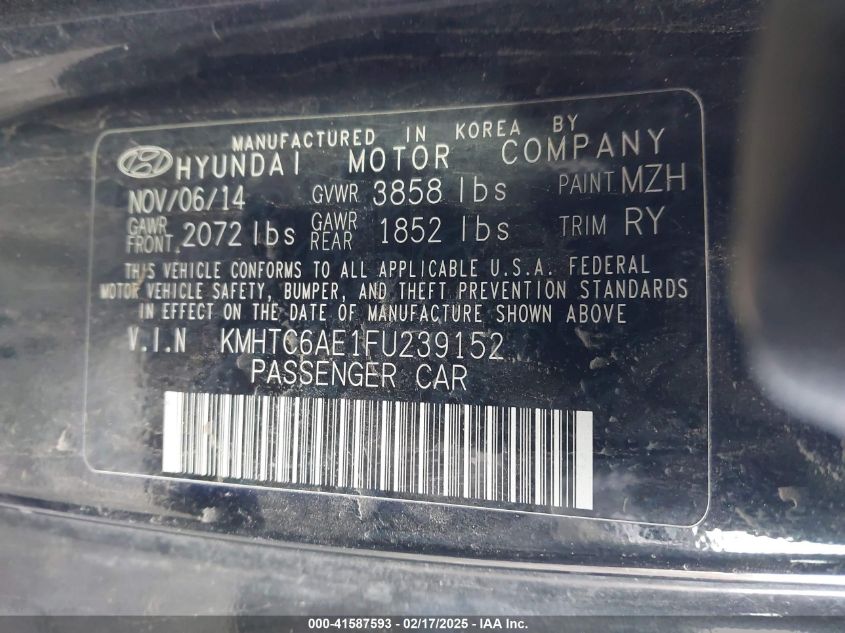 MANUFACTURED IN KOREA BY
HYUNDAI MOTOR COMPANY
NOV/06/14 GVWR 3858 lbs PAINT MZH
GAWR FRONT. 2072 lbs GAWR REAR 1852 lbs TRIM RY
THIS VEHICLE CONFORMS TO ALL APPLICABLE U.S.A. FEDERAL
MOTOR VEHICLE SAFETY, BUMPER, AND THEFT PREVENTION STANDARDS
IN EFFECT ON THE DATE OF MANUFACTURE SHOWN ABOVE
V.I.N KMHTC6AE1FU239152
PASSENGER CAR
000-41587593 - 02/17/2025 - IAA Inc.